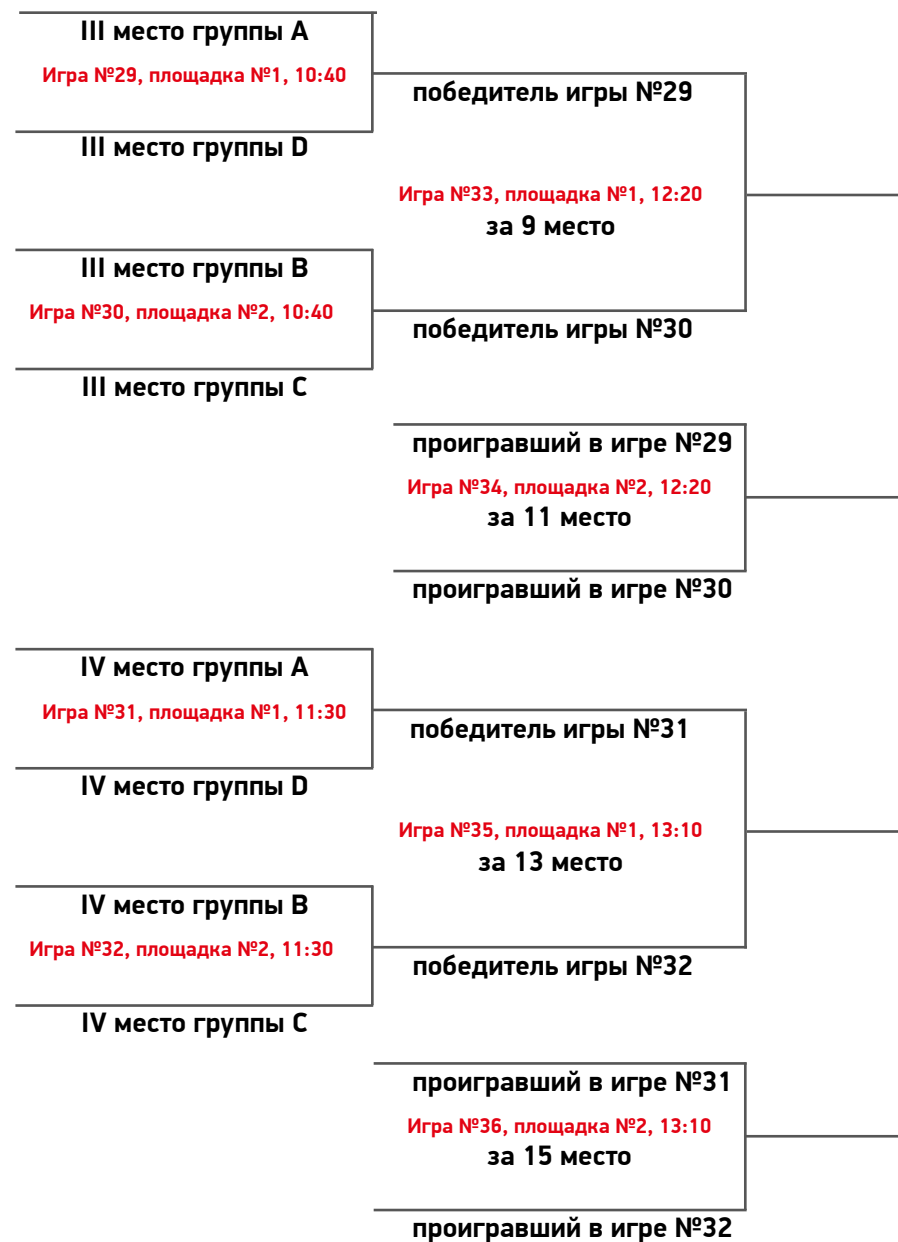 III место группы A
Игра №29, площадка №1, 10:40
победитель игры №29
III место группы D
Игра №33, площадка №1, 12:20
за 9 место
III место группы B
Игра №30, площадка №2, 10:40
победитель игры №30
III место группы C
проигравший в игре №29
Игра №34, площадка №2, 12:20
за 11 место
проигравший в игре №30
IV место группы A
Игра №31, площадка №1, 11:30
победитель игры №31
IV место группы D
Игра №35, площадка №1, 13:10
за 13 место
IV место группы B
Игра №32, площадка №2, 11:30
победитель игры №32
IV место группы C
проигравший в игре №31
Игра №36, площадка №2, 13:10
за 15 место
проигравший в игре №32